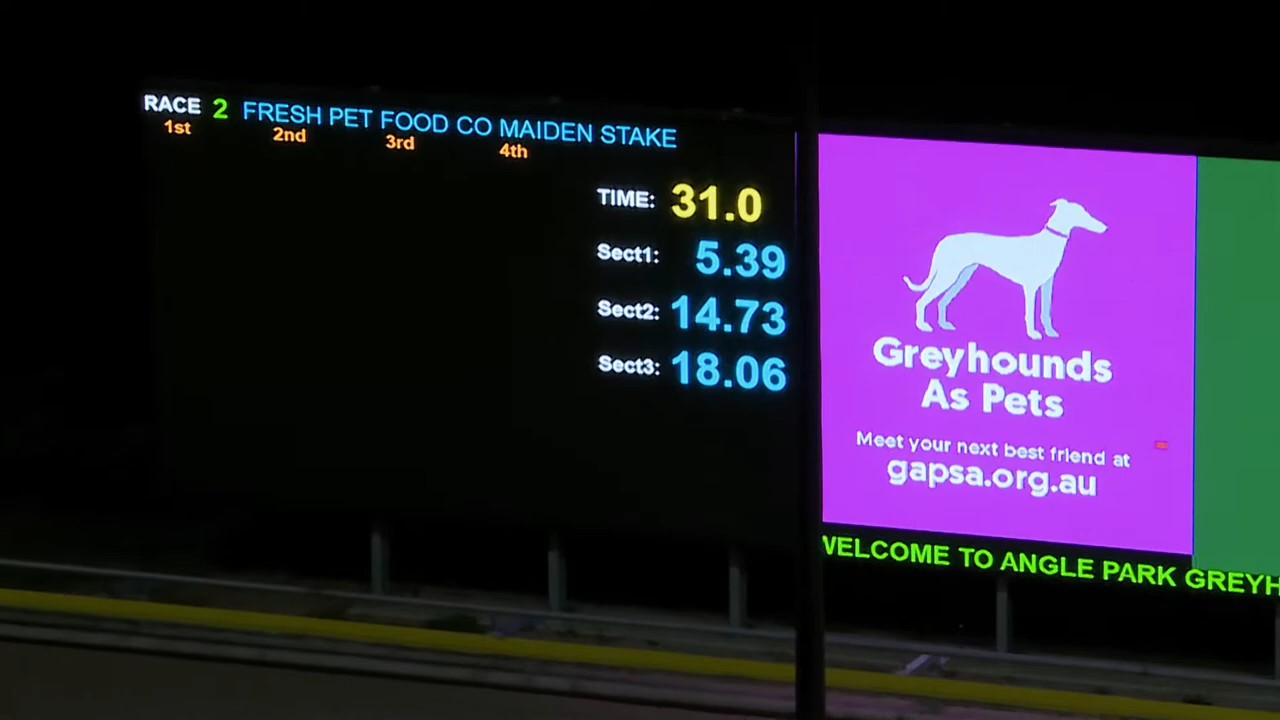 RACE 2 FRESH PET FOOD CO MAIDEN STAKE
1st 2nd 3rd 4th
TIME: 31.0
Sect1: 5.39
Sect2: 14.73
Sect3: 18.06
Greyhounds
As Pets
Meet your next best friend at
gapsa.org.au
WELCOME TO ANGLE PARK GREYH